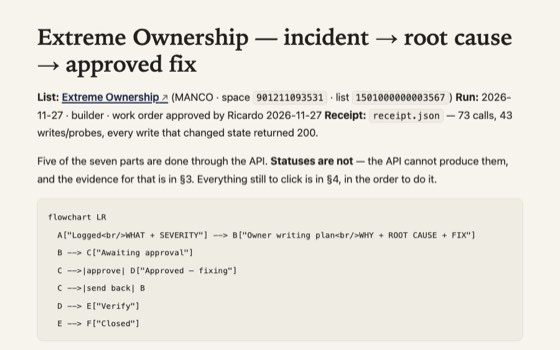 Extreme Ownership — incident → root cause
→ approved fix
List: Extreme Ownership ↗ (MANCO · space 901211093531 · list 1501000000003567 ) Run: 2026-
11-27 · builder · work order approved by Ricardo 2026-11-27 Receipt: receipt.json — 73 calls, 43
writes/probes, every write that changed state returned 200.
Five of the seven parts are done through the API. Statuses are not — the API cannot produce them,
and the evidence for that is in §3. Everything still to click is in §4, in the order to do it.
flowchart LR
A["Logged<br/>WHAT + SEVERITY"] --> B["Owner writing plan<br/>WHY + ROOT CAUSE + FIX"]
B --> C["Awaiting approval"]
C -->|approve| D["Approved — fixing"]
C -->|send back| B
D --> E["Verify"]
E --> F["Closed"]